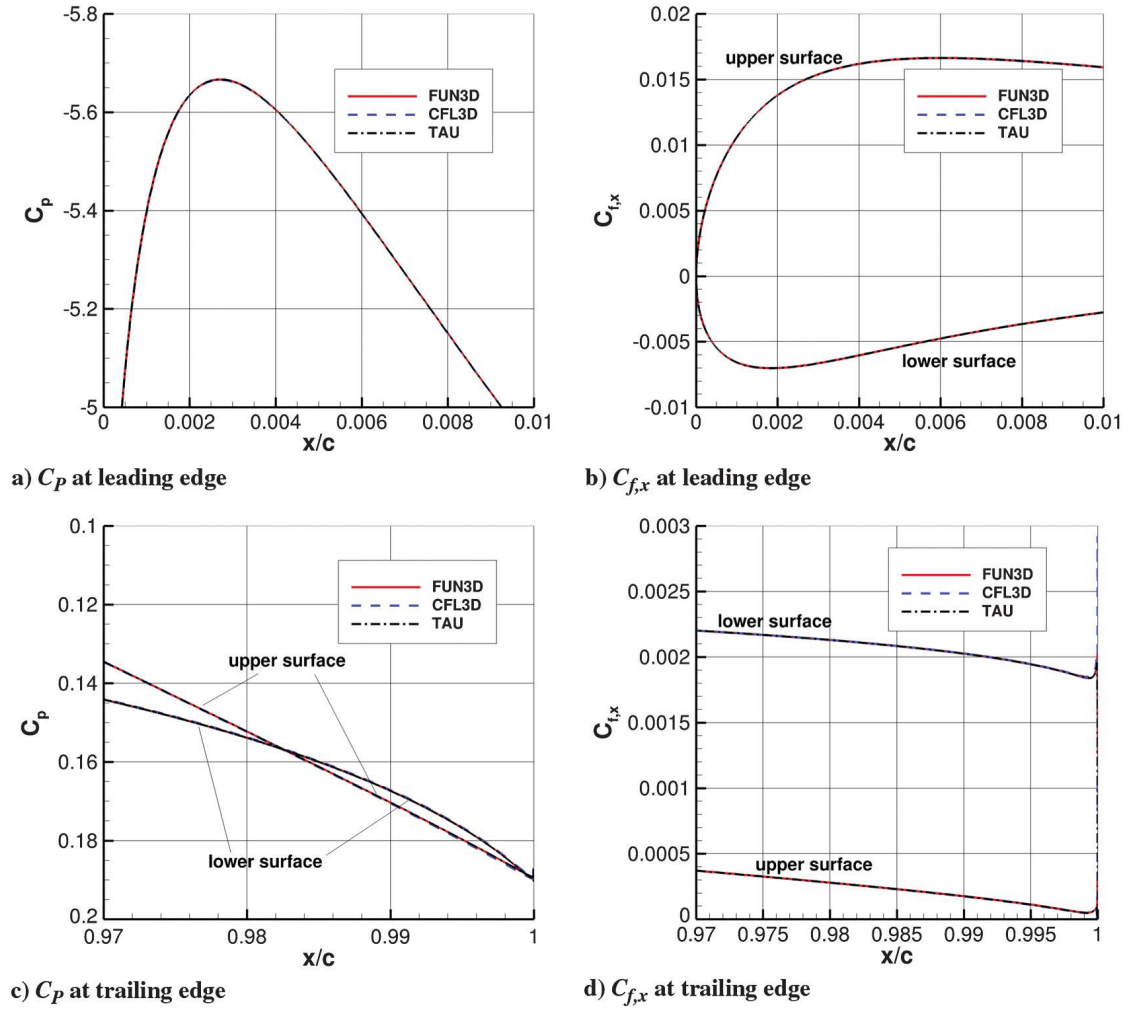 -5.8
-5.6
-5.4
-5.2
-5
C_p
FUN3D
CFL3D
TAU
0
0.002
0.004
0.006
0.008
0.01
x/c
a) C_P at leading edge
0.02
0.015
0.01
0.005
0
-0.005
-0.01
C_{f,x}
upper surface
FUN3D
CFL3D
TAU
lower surface
0
0.002
0.004
0.006
0.008
0.01
x/c
b) C_{f,x} at leading edge
0.1
0.12
0.14
0.16
0.18
0.2
C_p
FUN3D
CFL3D
TAU
upper surface
lower surface
0.97
0.98
0.99
1
x/c
c) C_P at trailing edge
0.003
0.0025
0.002
0.0015
0.001
0.0005
0
C_{f,x}
FUN3D
CFL3D
TAU
lower surface
upper surface
0.97
0.975
0.98
0.985
0.99
0.995
1
x/c
d) C_{f,x} at trailing edge